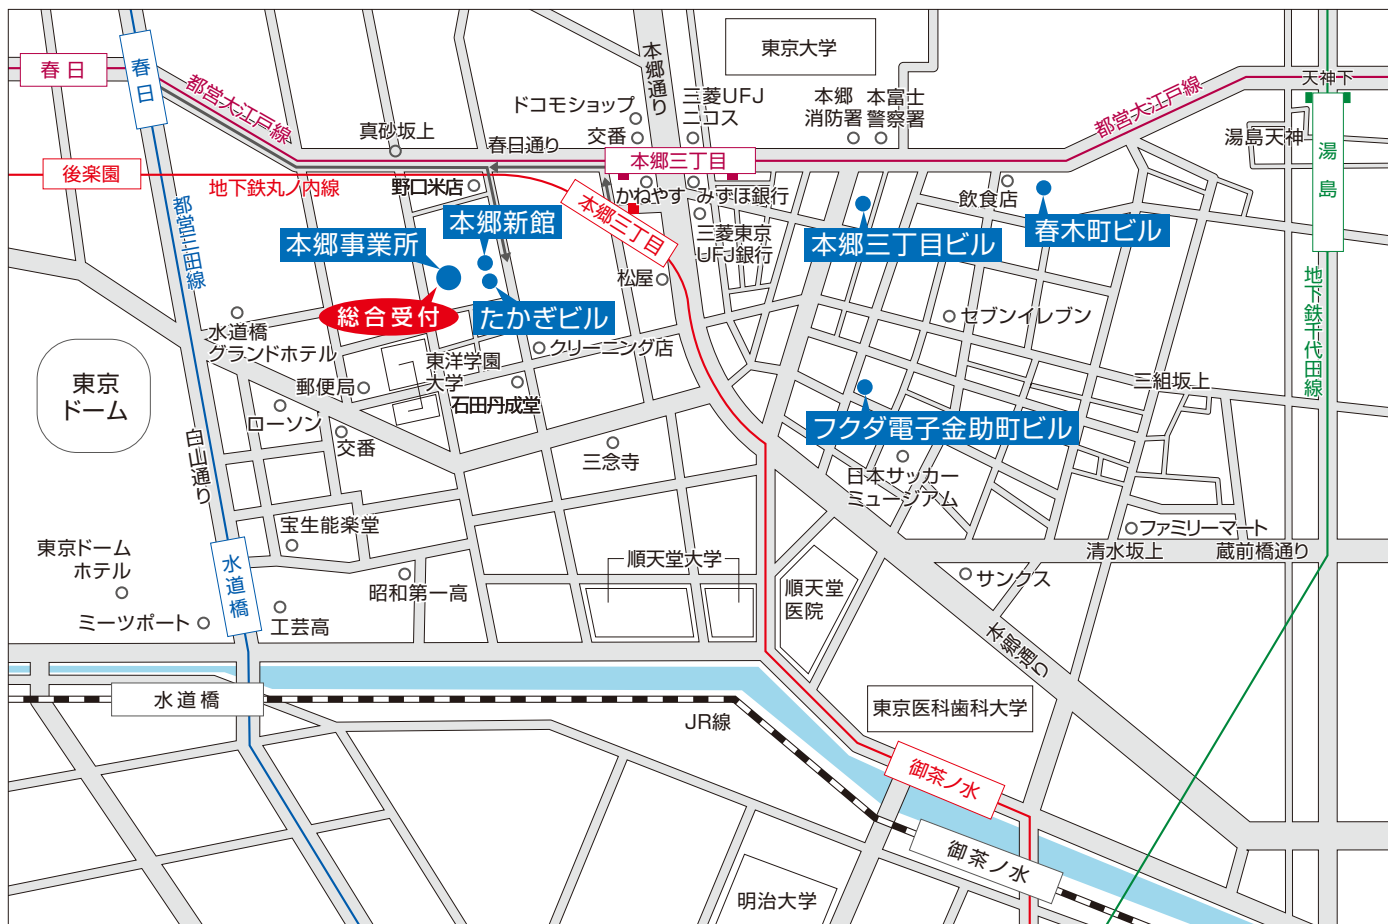 東京大学
春日
春日
都営大江戸線
本郷通り
ドコモショップ
三菱UFJ
ニコス
本郷
消防署
本富士
警察署
都営大江戸線
天神下
湯島天神
湯島
真砂坂上
春日通り
交番
本郷三丁目
後楽園
地下鉄丸ノ内線
野口米店
かねやす
みずほ銀行
飲食店
本郷三丁目
三菱東京
UFJ銀行
都営三田線
本郷新館
本郷事業所
本郷三丁目ビル
春木町ビル
総合受付
たかぎビル
松屋
セブンイレブン
地下鉄千代田線
水道橋
グランドホテル
クリーニング店
東洋学園
大学
東京
ドーム
郵便局
石田丹成堂
三組坂上
ローソン
交番
フクダ電子金助町ビル
白山通り
三念寺
日本サッカー
ミュージアム
宝生能楽堂
ファミリーマート
清水坂上
蔵前橋通り
東京ドーム
ホテル
水道橋
順天堂大学
順天堂
医院
サンクス
昭和第一高
ミーツポート
工芸高
本郷通り
水道橋
JR線
東京医科歯科大学
御茶ノ水
御茶ノ水
明治大学